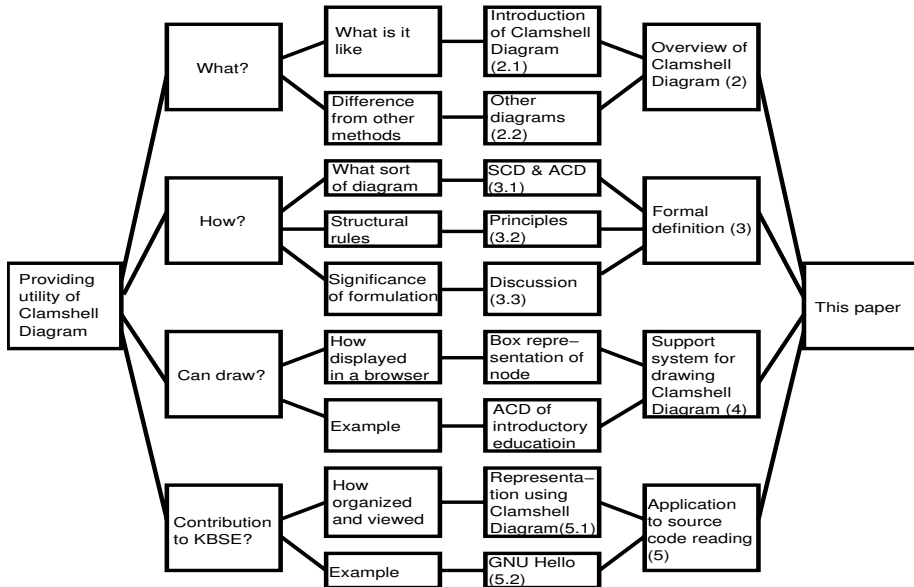 Providing
utility of
Clamshell
Diagram
What?
How?
Can draw?
Contribution
to KBSE?
What is it
like
Difference
from other
methods
What sort
of diagram
Structural
rules
Significance
of formulation
How
displayed
in a browser
Example
How
organized
and viewed
Example
Introduction
of Clamshell
Diagram
(2.1)
Other
diagrams
(2.2)
SCD & ACD
(3.1)
Principles
(3.2)
Discussion
(3.3)
Box repre–
sentation of
node
ACD of
introductory
educatioin
Representa–
tion using
Clamshell
Diagram(5.1)
GNU Hello
(5.2)
Overview of
Clamshell
Diagram (2)
Formal
definition (3)
Support
system for
drawing
Clamshell
Diagram (4)
Application
to source
code reading
(5)
This paper